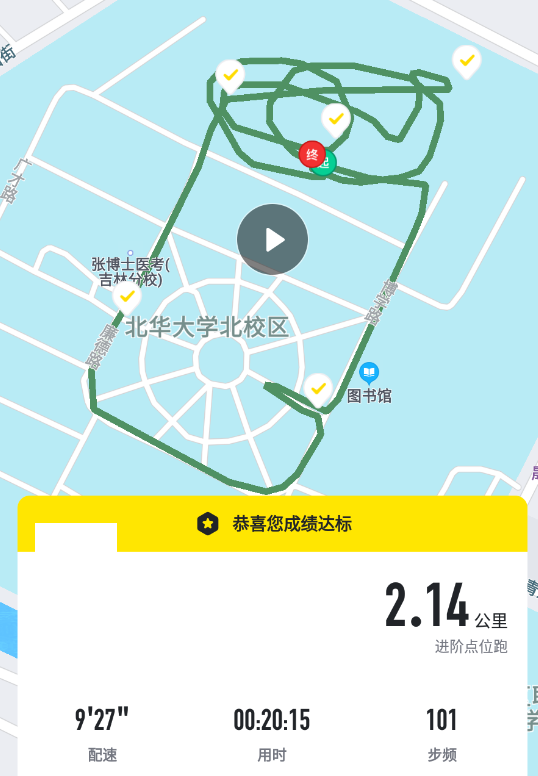 街
广才路
终
起
张博士医考(
吉林分校)
北华大学北校区
廉德路
博学路
图书馆
恭喜您成绩达标
2.14 公里
进阶点位跑
9'27" 00:20:15 101
配速 用时 步频